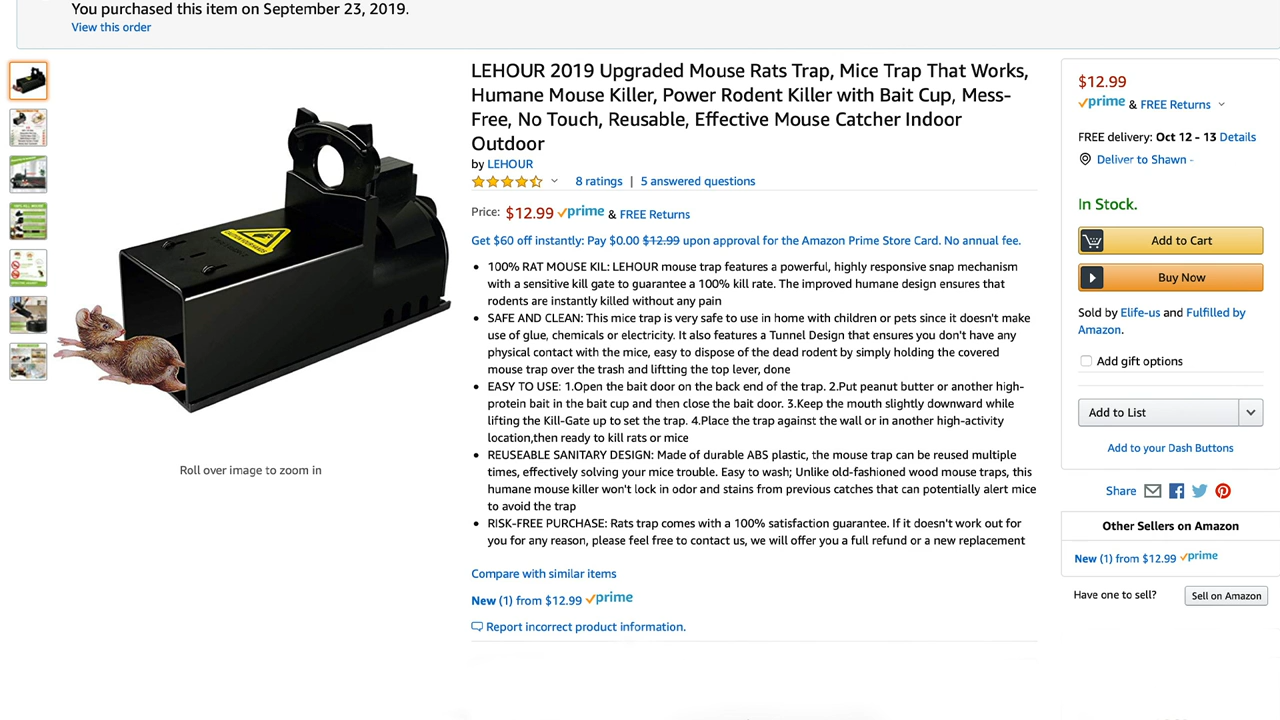 You purchased this item on September 23, 2019.
View this order
LEHOUR 2019 Upgraded Mouse Rats Trap, Mice Trap That Works,
Humane Mouse Killer, Power Rodent Killer with Bait Cup, Mess-
Free, No Touch, Reusable, Effective Mouse Catcher Indoor
Outdoor
by LEHOUR
8 ratings | 5 answered questions
Price: $12.99 prime & FREE Returns
Get $60 off instantly: Pay $0.00 $12.99 upon approval for the Amazon Prime Store Card. No annual fee.
• 100% RAT MOUSE KIL: LEHOUR mouse trap features a powerful, highly responsive snap mechanism
with a sensitive kill gate to guarantee a 100% kill rate. The improved humane design ensures that
rodents are instantly killed without any pain
• SAFE AND CLEAN: This mice trap is very safe to use in home with children or pets since it doesn't make
use of glue, chemicals or electricity. It also features a Tunnel Design that ensures you don't have any
physical contact with the mice, easy to dispose of the dead rodent by simply holding the covered
mouse trap over the trash and liftting the top lever, done
• EASY TO USE: 1.Open the bait door on the back end of the trap. 2.Put peanut butter or another high-
protein bait in the bait cup and then close the bait door. 3.Keep the mouth slightly downward while
lifting the Kill-Gate up to set the trap. 4.Place the trap against the wall or in another high-activity
location,then ready to kill rats or mice
• REUSEABLE SANITARY DESIGN: Made of durable ABS plastic, the mouse trap can be reused multiple
times, effectively solving your mice trouble. Easy to wash; Unlike old-fashioned wood mouse traps, this
humane mouse killer won't lock in odor and stains from previous catches that can potentially alert mice
to avoid the trap
• RISK-FREE PURCHASE: Rats trap comes with a 100% satisfaction guarantee. If it doesn't work out for
you for any reason, please feel free to contact us, we will offer you a full refund or a new replacement
Compare with similar items
New (1) from $12.99 prime
Report incorrect product information.
Roll over image to zoom in
$12.99
prime & FREE Returns
FREE delivery: Oct 12 - 13 Details
Deliver to Shawn -
In Stock.
Add to Cart
Buy Now
Sold by Elife-us and Fulfilled by
Amazon.
Add gift options
Add to List
Add to your Dash Buttons
Share
Other Sellers on Amazon
New (1) from $12.99 prime
Have one to sell?
Sell on Amazon